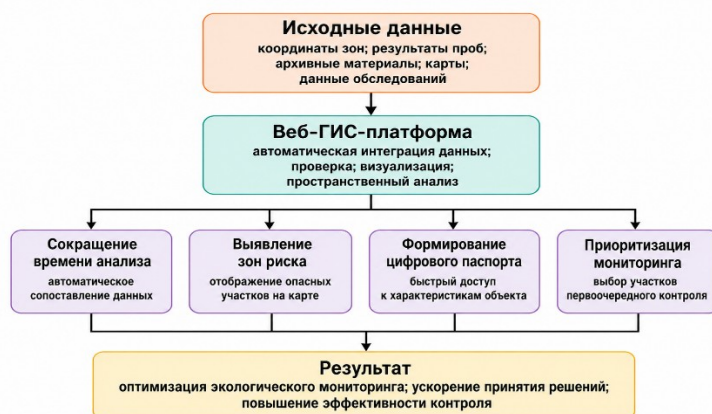 Исходные данные
координаты зон; результаты проб;
архивные материалы; карты;
данные обследований
Веб-ГИС-платформа
автоматическая интеграция данных;
проверка; визуализация;
пространственный анализ
Сокращение
времени анализа
автоматическое
сопоставление данных
Выявление
зон риска
отображение опасных
участков на карте
Формирование
цифрового паспорта
быстрый доступ
к характеристикам объекта
Приоритизация
мониторинга
выбор участков
первоочередного контроля
Результат
оптимизация экологического мониторинга; ускорение принятия решений;
повышение эффективности контроля